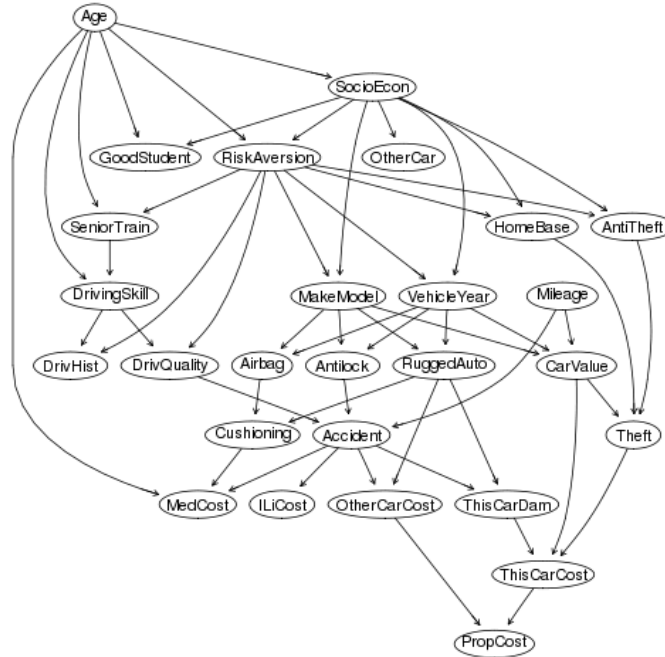 Age
SocioEcon
GoodStudent
RiskAversion
OtherCar
SeniorTrain
HomeBase
AntiTheft
DrivingSkill
MakeModel
VehicleYear
Mileage
DrivHist
DrivQuality
Airbag
Antilock
RuggedAuto
CarValue
Cushioning
Accident
Theft
MedCost
ILiCost
OtherCarCost
ThisCarDam
ThisCarCost
PropCost